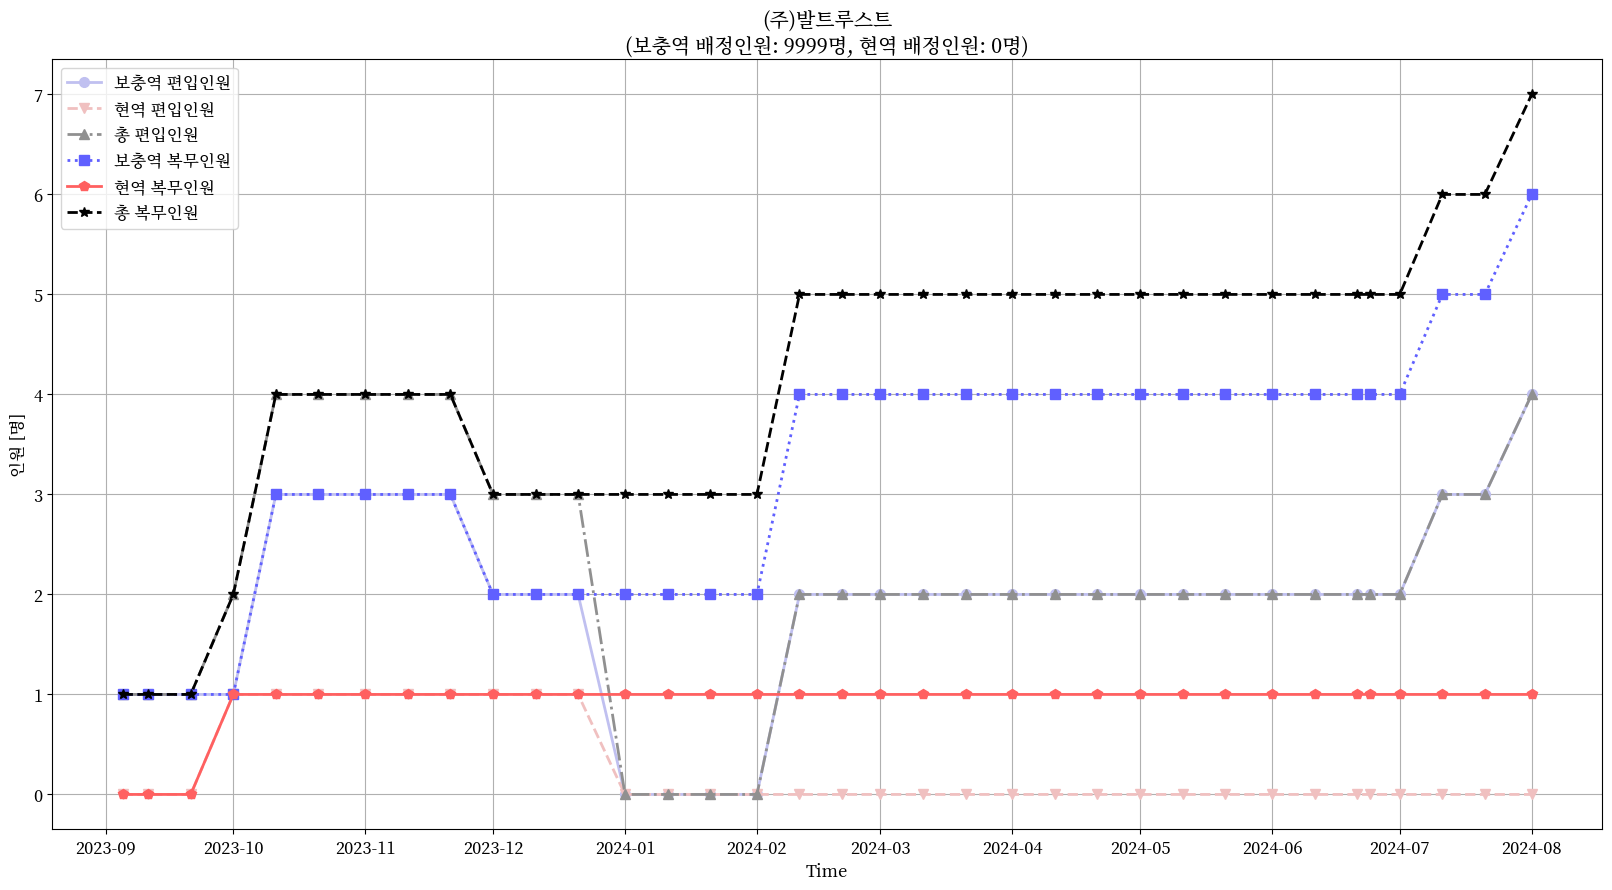 (주)발트루스트
(보충역 배정인원: 9999명, 현역 배정인원: 0명)
보충역 편입인원
현역 편입인원
총 편입인원
보충역 복무인원
현역 복무인원
총 복무인원
인원 [명]
7
6
5
4
3
2
1
0
2023-09 2023-10 2023-11 2023-12 2024-01 2024-02 2024-03 2024-04 2024-05 2024-06 2024-07 2024-08
Time